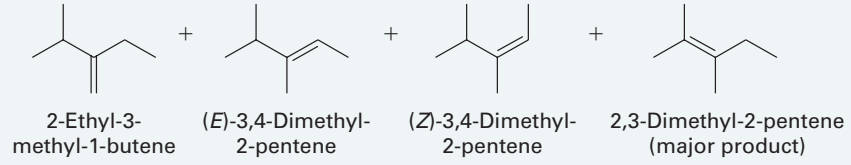 + + +
2-Ethyl-3-
methyl-1-butene
(E)-3,4-Dimethyl-
2-pentene
(Z)-3,4-Dimethyl-
2-pentene
2,3-Dimethyl-2-pentene
(major product)